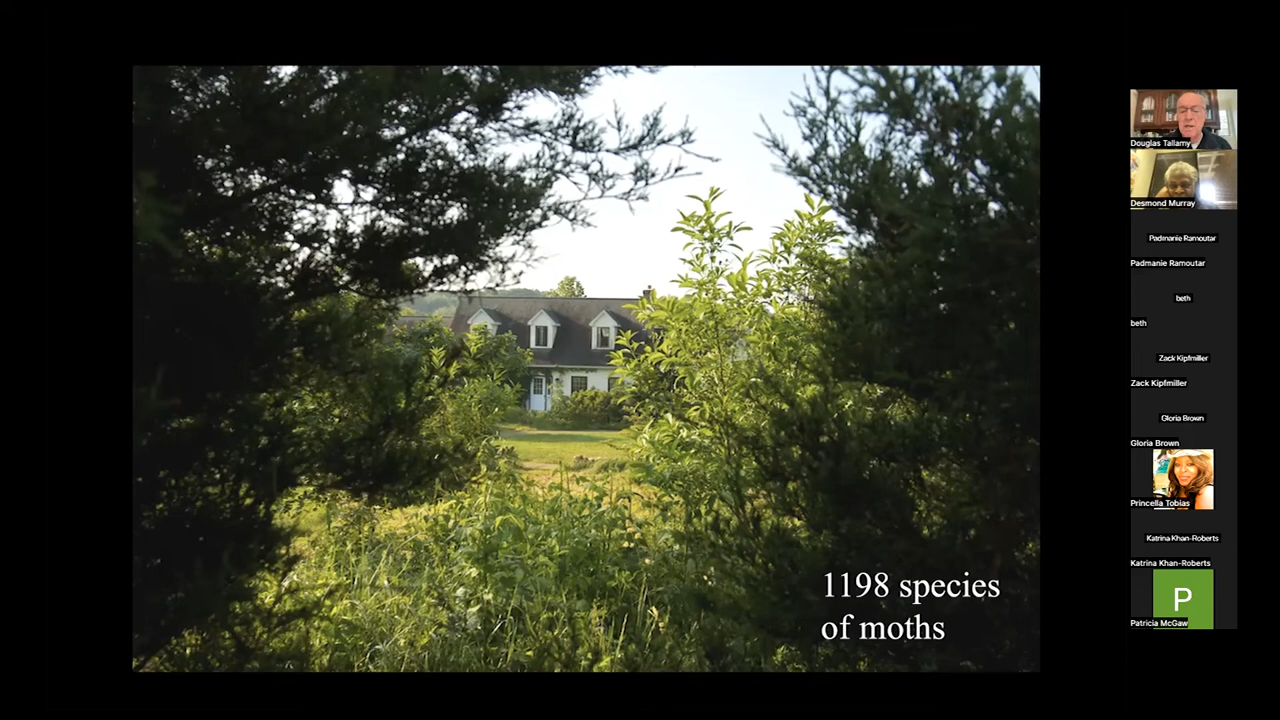 1198 species
of moths
Douglas Tallamy
Desmond Murray
Padmanie Ramoutar
Padmanie Ramoutar
beth
beth
Zack Kipfmiller
Zack Kipfmiller
Gloria Brown
Gloria Brown
Princella Tobias
Katrina Khan-Roberts
Katrina Khan-Roberts
P
Patricia McGaw